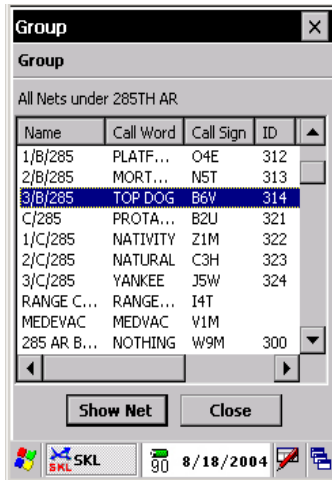 Group
Group
All Nets under 285TH AR
Name Call Word Call Sign ID
1/B/285 PLATF... O4E 312
2/B/285 MORT... N5T 313
3/B/285 TOP DOG B6V 314
C/285 PROTA... B2U 321
1/C/285 NATIVITY Z1M 322
2/C/285 NATURAL C3H 323
3/C/285 YANKEE J5W 324
RANGE C... RANGE... I4T
MEDEVAC MEDVAC V1M
285 AR B... NOTHING W9M 300
Show Net Close
SKL SKL 90 8/18/2004